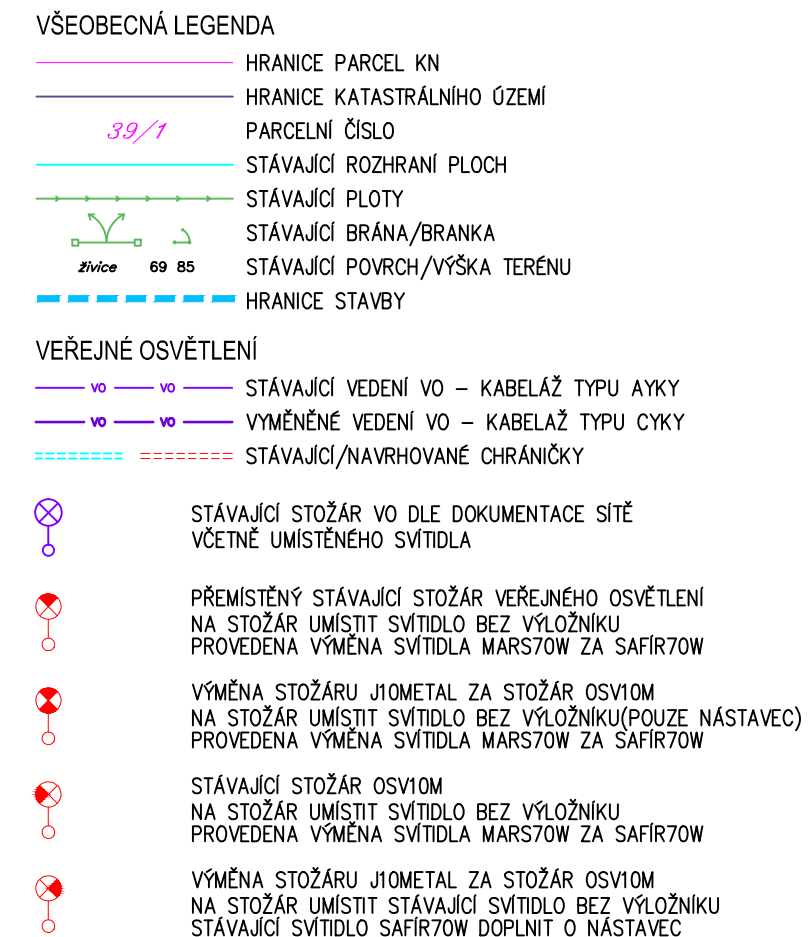 VŠEOBECNÁ LEGENDA
HRANICE PARCEL KN
HRANICE KATASTRÁLNÍHO ÚZEMÍ
39/1 PARCELNÍ ČÍSLO
STÁVAJÍCÍ ROZHRANÍ PLOCH
STÁVAJÍCÍ PLOTY
STÁVAJÍCÍ BRÁNA/BRANKA
živice 69 85 STÁVAJÍCÍ POVRCH/VÝŠKA TERÉNU
HRANICE STAVBY
VEŘEJNÉ OSVĚTLENÍ
VO VO STÁVAJÍCÍ VEDENÍ VO – KABELÁŽ TYPU AYKY
VO VO VYMĚNĚNÉ VEDENÍ VO – KABELAŽ TYPU CYKY
STÁVAJÍCÍ/NAVRHOVANÉ CHRÁNIČKY
STÁVAJÍCÍ STOŽÁR VO DLE DOKUMENTACE SÍTĚ
VČETNĚ UMÍSTĚNÉHO SVÍTIDLA
PŘEMÍSTĚNÝ STÁVAJÍCÍ STOŽÁR VEŘEJNÉHO OSVĚTLENÍ
NA STOŽÁR UMÍSTIT SVÍTIDLO BEZ VÝLOŽNÍKU
PROVEDENA VÝMĚNA SVÍTIDLA MARS70W ZA SAFÍR70W
VÝMĚNA STOŽÁRU J10METAL ZA STOŽÁR OSV10M
NA STOŽÁR UMÍSTIT SVÍTIDLO BEZ VÝLOŽNÍKU(POUZE NÁSTAVEC)
PROVEDENA VÝMĚNA SVÍTIDLA MARS70W ZA SAFÍR70W
STÁVAJÍCÍ STOŽÁR OSV10M
NA STOŽÁR UMÍSTIT SVÍTIDLO BEZ VÝLOŽNÍKU
PROVEDENA VÝMĚNA SVÍTIDLA MARS70W ZA SAFÍR70W
VÝMĚNA STOŽÁRU J10METAL ZA STOŽÁR OSV10M
NA STOŽÁR UMÍSTIT STÁVAJÍCÍ SVÍTIDLO BEZ VÝLOŽNÍKU
STÁVAJÍCÍ SVÍTIDLO SAFÍR70W DOPLNIT O NÁSTAVEC